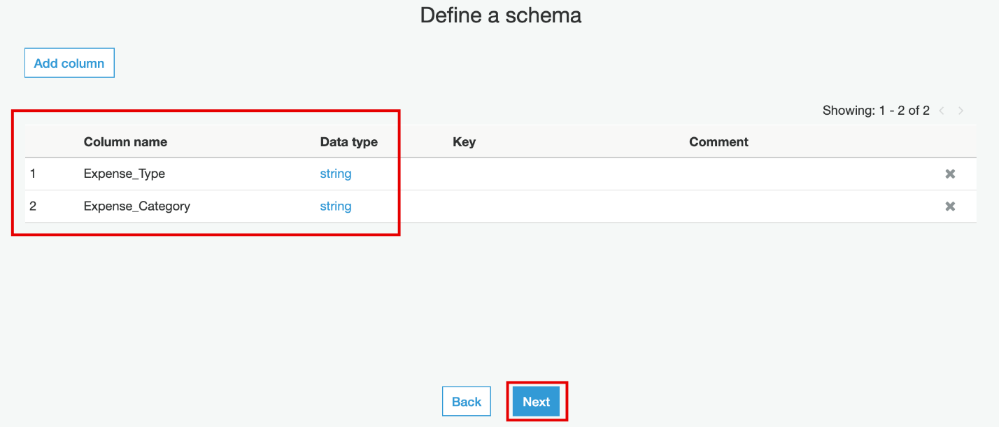 Define a schema
Add column
Showing: 1 - 2 of 2
Column name Data type Key Comment
1 Expense_Type string
2 Expense_Category string
Back Next